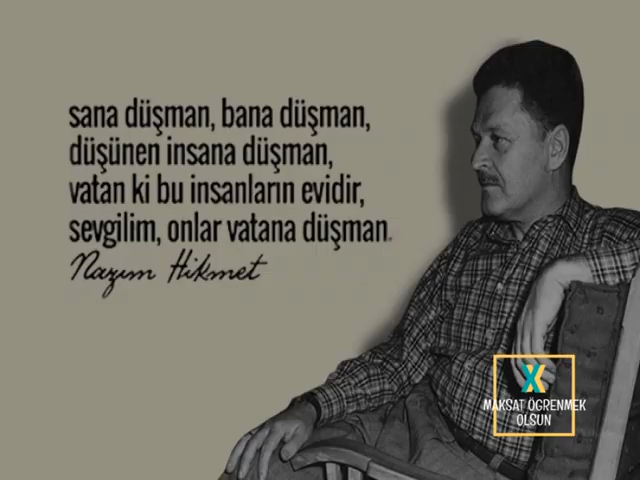 sana düşman, bana düşman,
düşünen insana düşman,
vatan ki bu insanların evidir,
sevgilim, onlar vatana düşman.
Nazım Hikmet
MAKSAT ÖGRENMEK
OLSUN